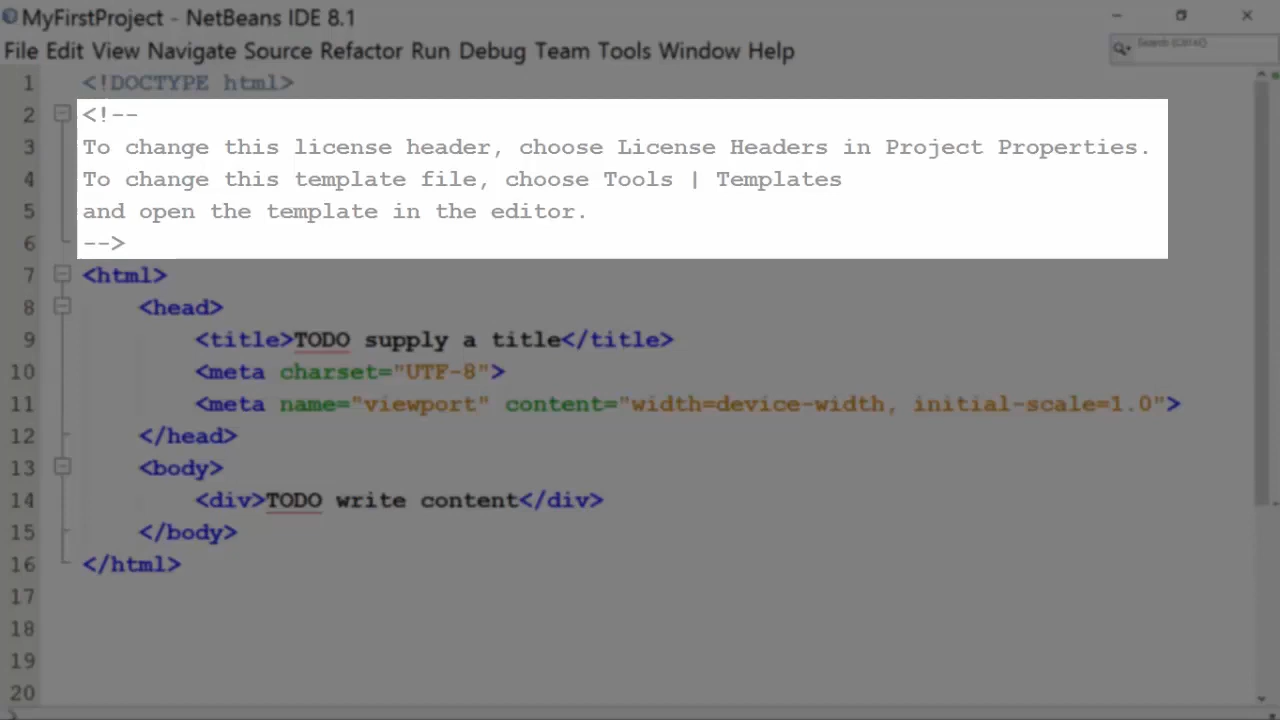 MyFirstProject - NetBeans IDE 8.1
File Edit View Navigate Source Refactor Run Debug Team Tools Window Help
Search (Ctrl+I)
1 <!DOCTYPE html>
2 <!--
3 To change this license header, choose License Headers in Project Properties.
4 To change this template file, choose Tools | Templates
5 and open the template in the editor.
6 -->
7 <html>
8 <head>
9 <title>TODO supply a title</title>
10 <meta charset="UTF-8">
11 <meta name="viewport" content="width=device-width, initial-scale=1.0">
12 </head>
13 <body>
14 <div>TODO write content</div>
15 </body>
16 </html>
17
18
19
20